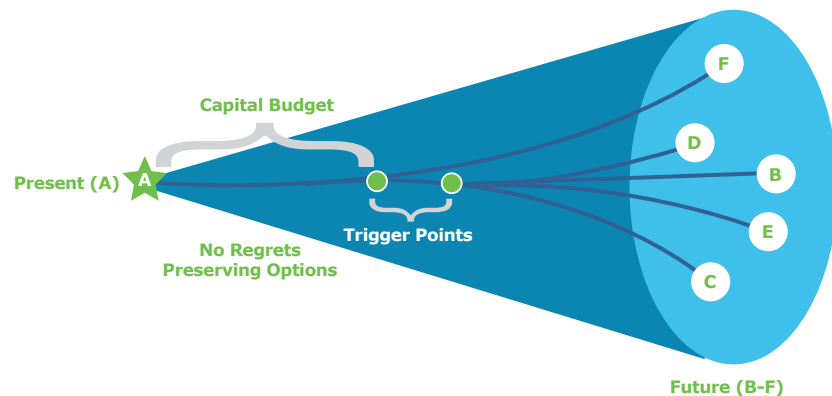 F
Capital Budget
D
Present (A)
A
B
Trigger Points
E
No Regrets
Preserving Options
C
Future (B-F)